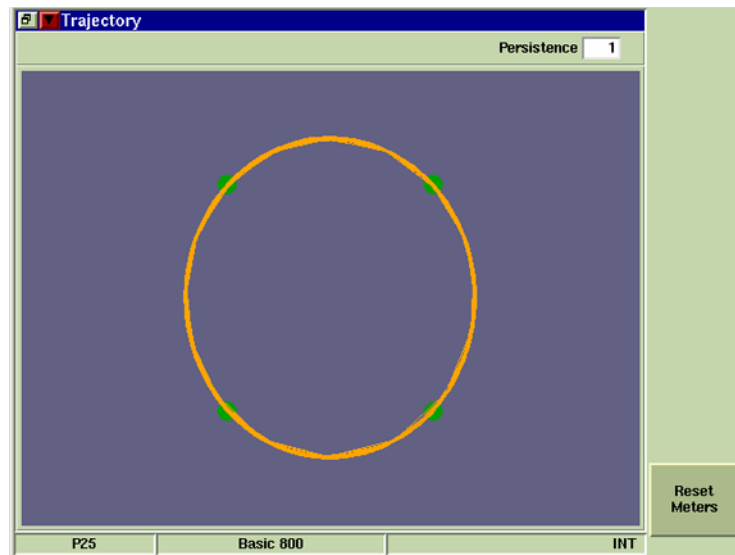 Trajectory
Persistence 1
Reset
Meters
P25 Basic 800 INT